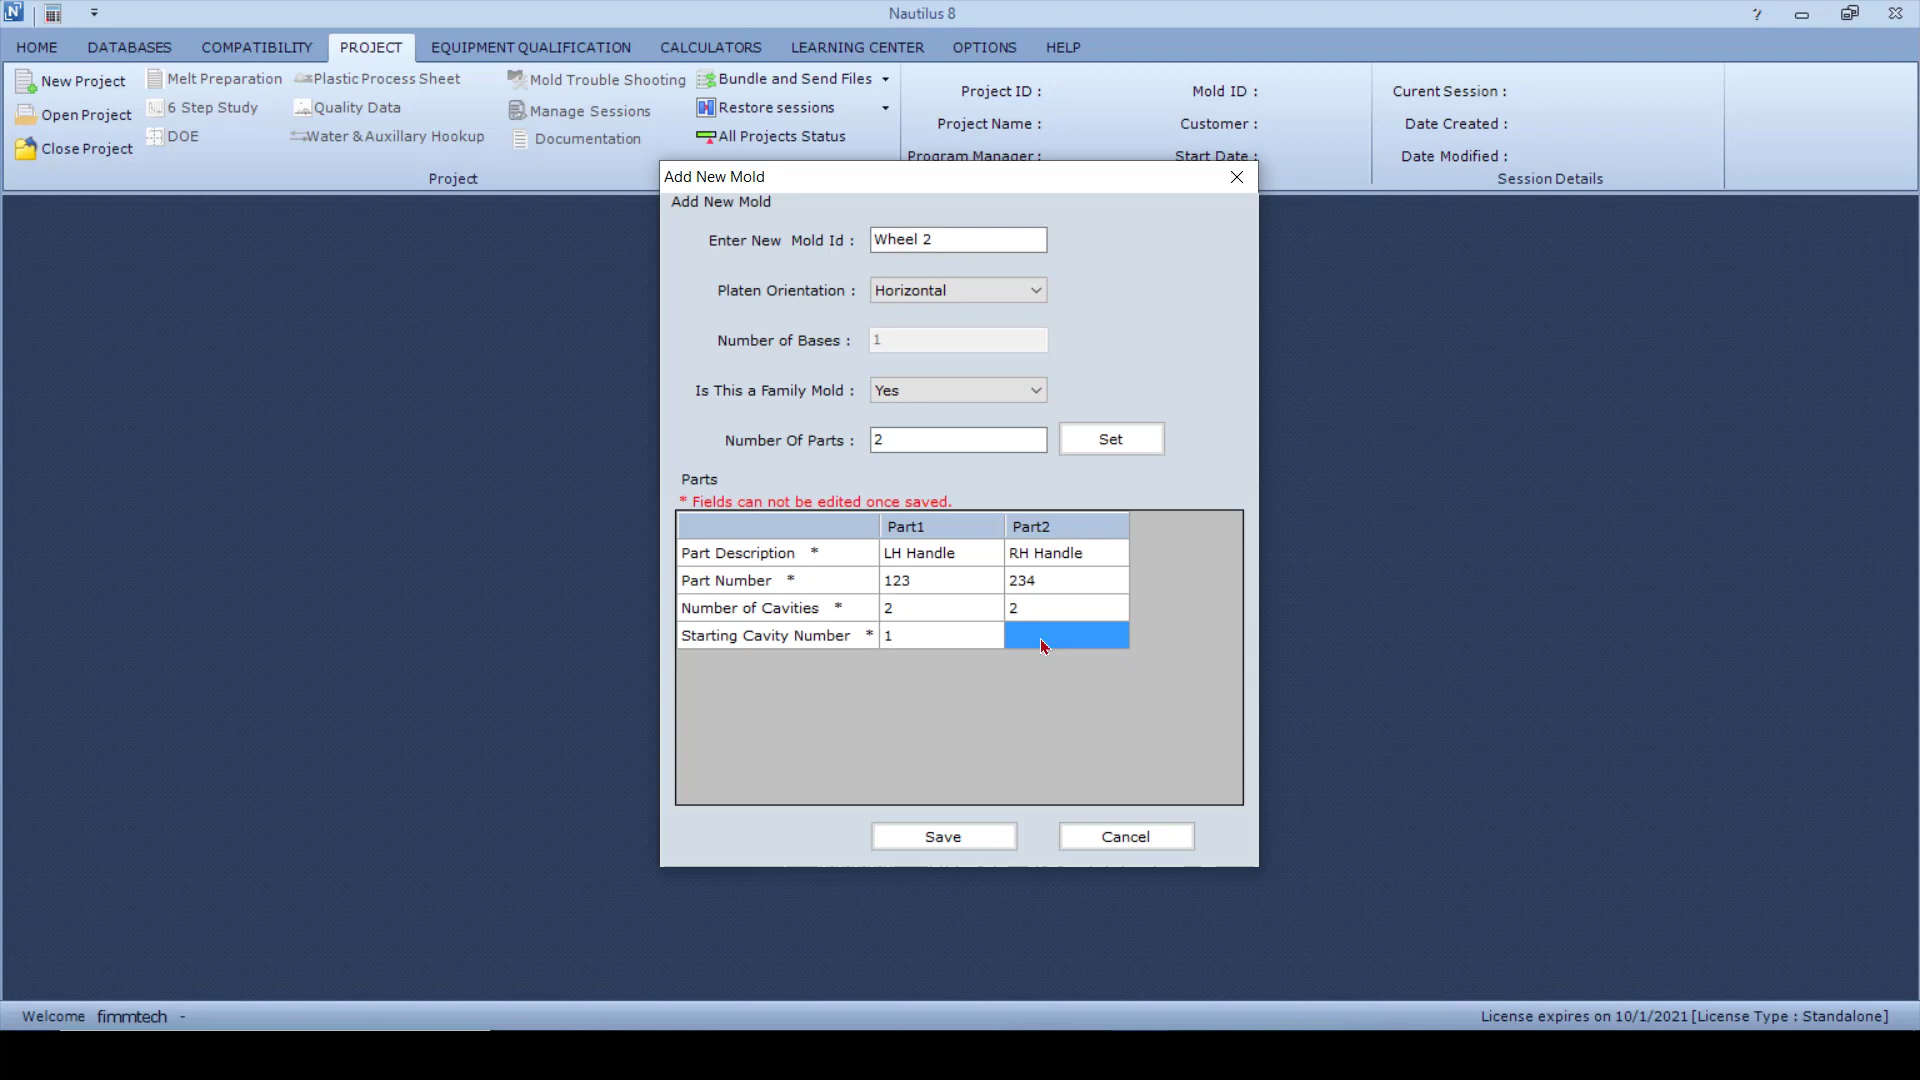 N
Nautilus 8
?
HOME DATABASES COMPATIBILITY PROJECT EQUIPMENT QUALIFICATION CALCULATORS LEARNING CENTER OPTIONS HELP
New Project
Open Project
Close Project
Melt Preparation
6 Step Study
DOE
Plastic Process Sheet
Quality Data
Water & Auxillary Hookup
Mold Trouble Shooting
Manage Sessions
Documentation
Bundle and Send Files
Restore sessions
All Projects Status
Project
Project ID :
Project Name :
Program Manager :
Mold ID :
Customer :
Start Date :
Curent Session :
Date Created :
Date Modified :
Session Details
Add New Mold
Add New Mold
Enter New Mold Id : Wheel 2
Platen Orientation : Horizontal
Number of Bases : 1
Is This a Family Mold : Yes
Number Of Parts : 2 Set
Parts
* Fields can not be edited once saved.
Part1 Part2
Part Description * LH Handle RH Handle
Part Number * 123 234
Number of Cavities * 2 2
Starting Cavity Number * 1
Save Cancel
Welcome fimmtech -
License expires on 10/1/2021 [License Type : Standalone]